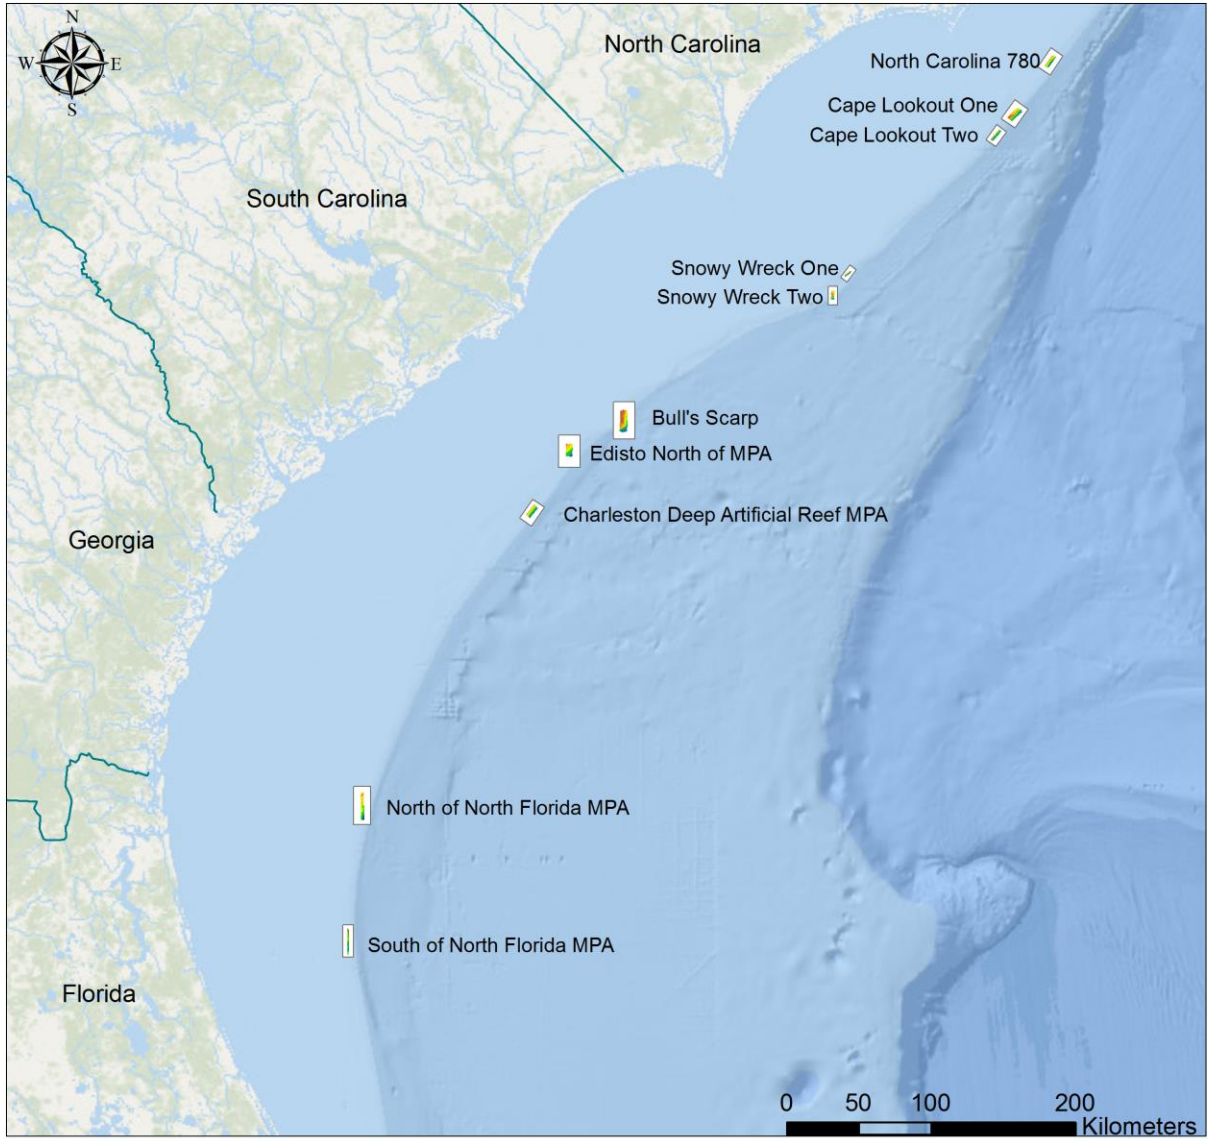 N
W E
S
North Carolina
North Carolina 780
Cape Lookout One
Cape Lookout Two
South Carolina
Snowy Wreck One
Snowy Wreck Two
Bull's Scarp
Edisto North of MPA
Charleston Deep Artificial Reef MPA
Georgia
North of North Florida MPA
South of North Florida MPA
Florida
0 50 100 200
Kilometers